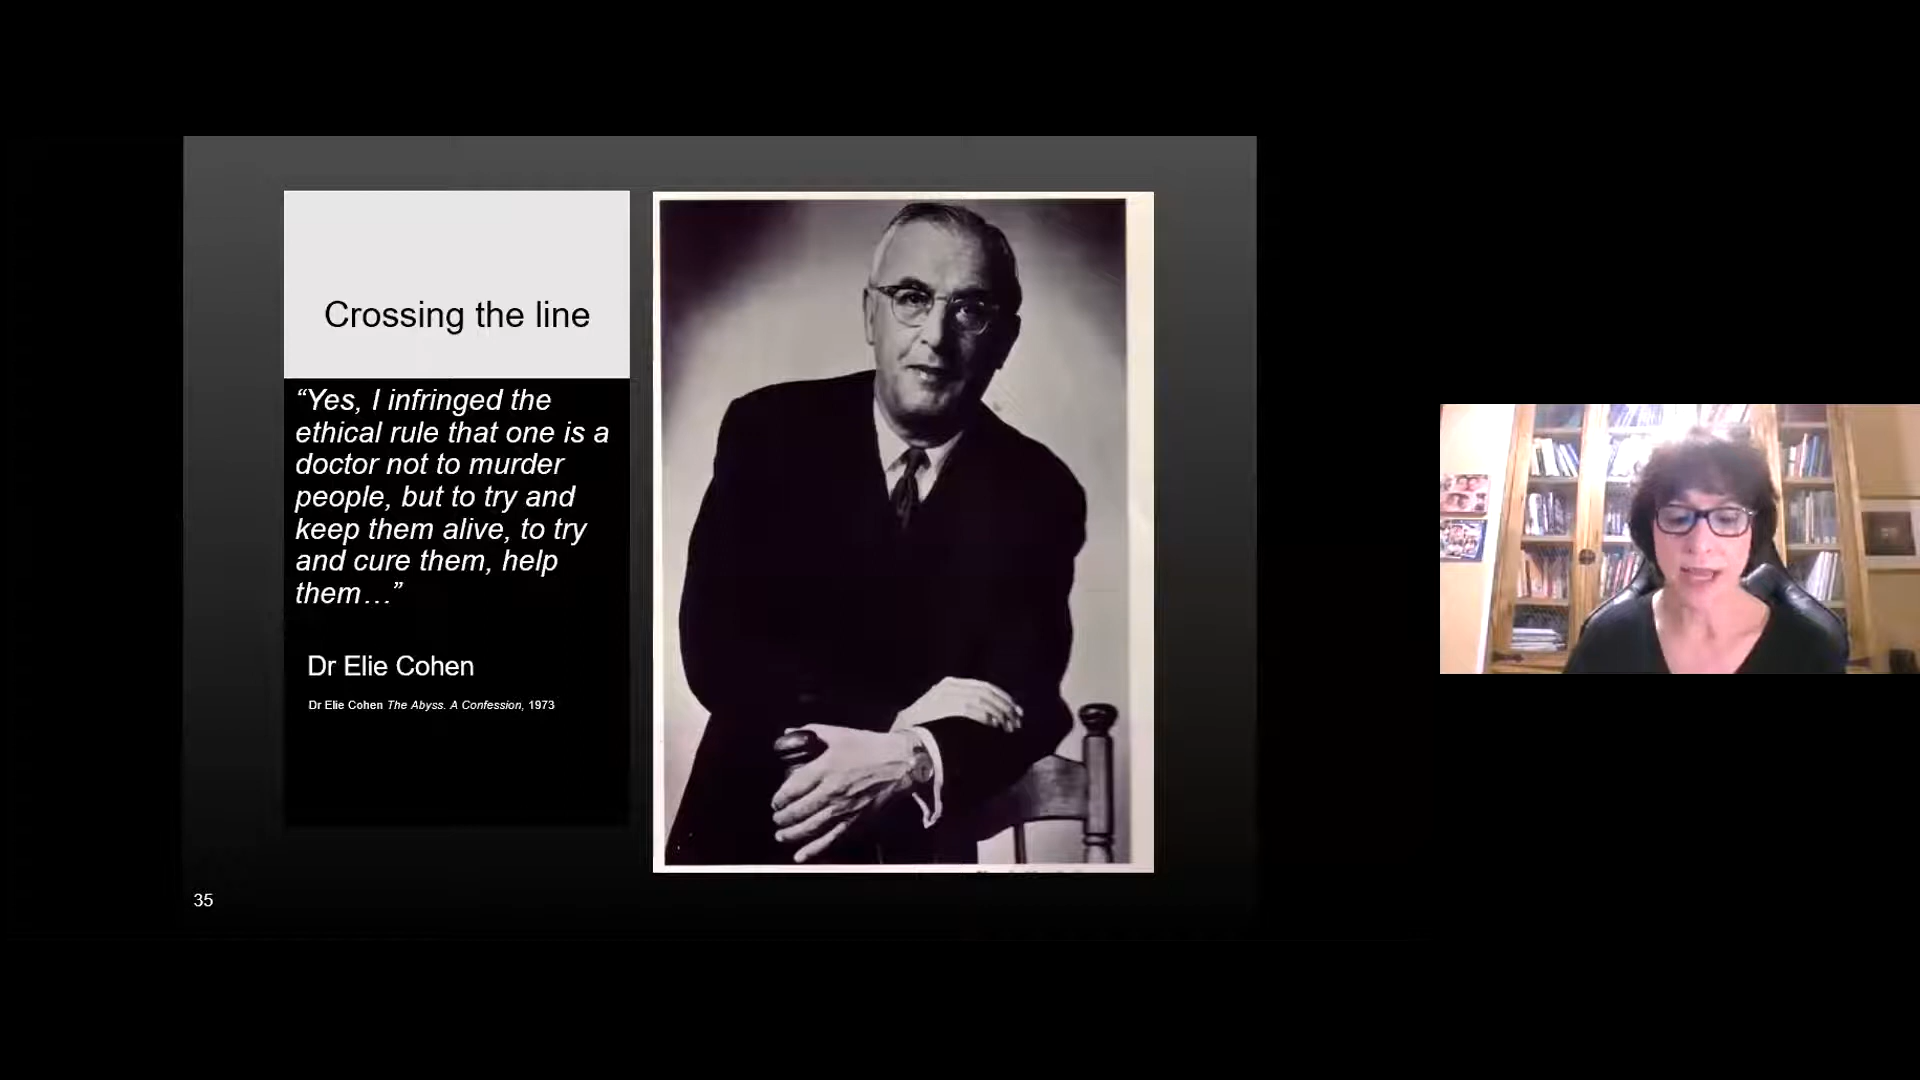 Crossing the line
“Yes, I infringed the
ethical rule that one is a
doctor not to murder
people, but to try and
keep them alive, to try
and cure them, help
them…”
Dr Elie Cohen
Dr Elie Cohen The Abyss. A Confession, 1973
35